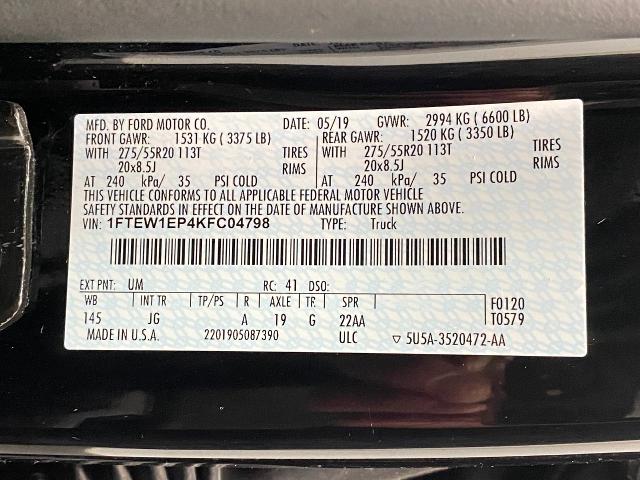 MFD. BY FORD MOTOR CO. DATE: 05/19 GVWR: 2994 KG ( 6600 LB)
FRONT GAWR: 1531 KG ( 3375 LB) REAR GAWR: 1520 KG ( 3350 LB)
WITH 275/55R20 113T TIRES WITH 275/55R20 113T TIRES
20x8.5J RIMS 20x8.5J RIMS
AT 240 kPa/ 35 PSI COLD AT 240 kPa/ 35 PSI COLD
THIS VEHICLE CONFORMS TO ALL APPLICABLE FEDERAL MOTOR VEHICLE
SAFETY STANDARDS IN EFFECT ON THE DATE OF MANUFACTURE SHOWN ABOVE.
VIN: 1FTEW1EP4KFC04798 TYPE: Truck
EXT PNT: UM RC: 41 DSO:
WB INT TR TP/PS R AXLE TR SPR F0120
145 JG A 19 G 22AA T0579
MADE IN U.S.A. 2201905087390 ULC ▽ 5U5A-3520472-AA